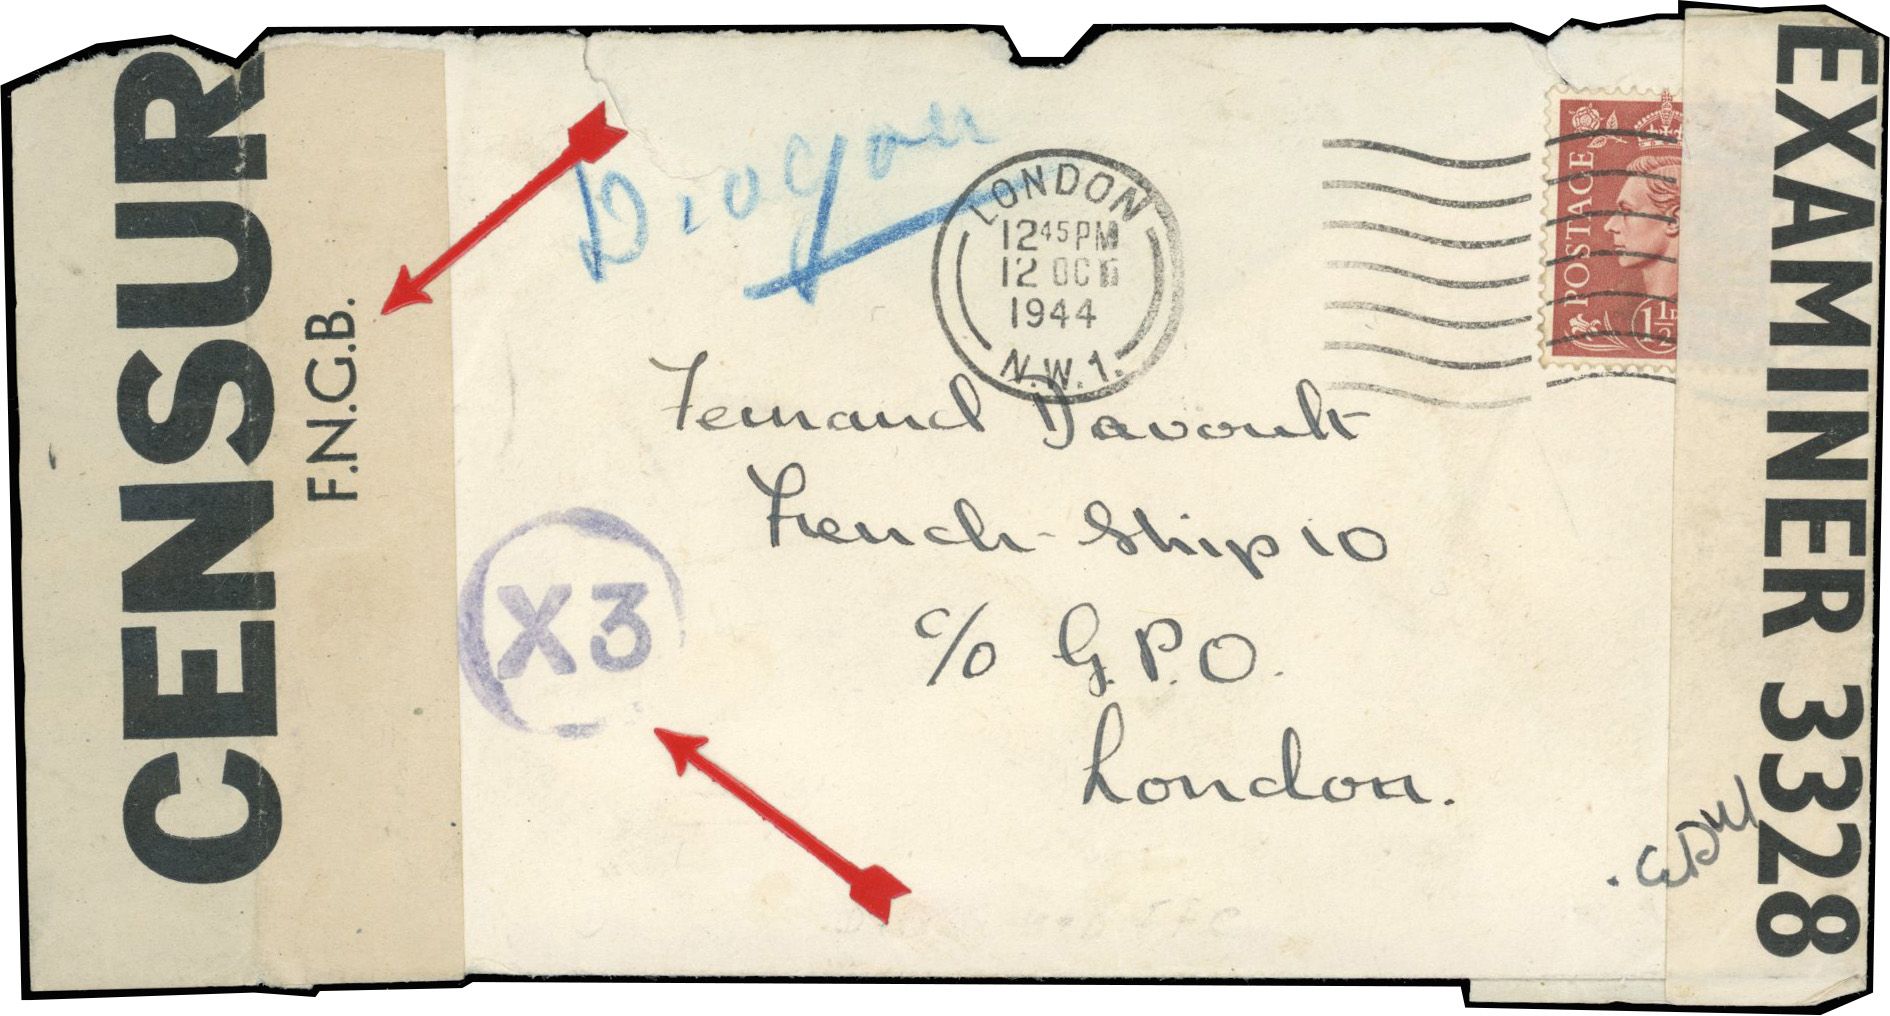 CENSUR
F.N.G.B.
LONDON
12 45 PM
12 OCT
1944
N.W.1.
POSTAGE
1½
Fernand Davoult
French-Ship 10
c/o G.P.O.
London.
X3
EXAMINER 3328